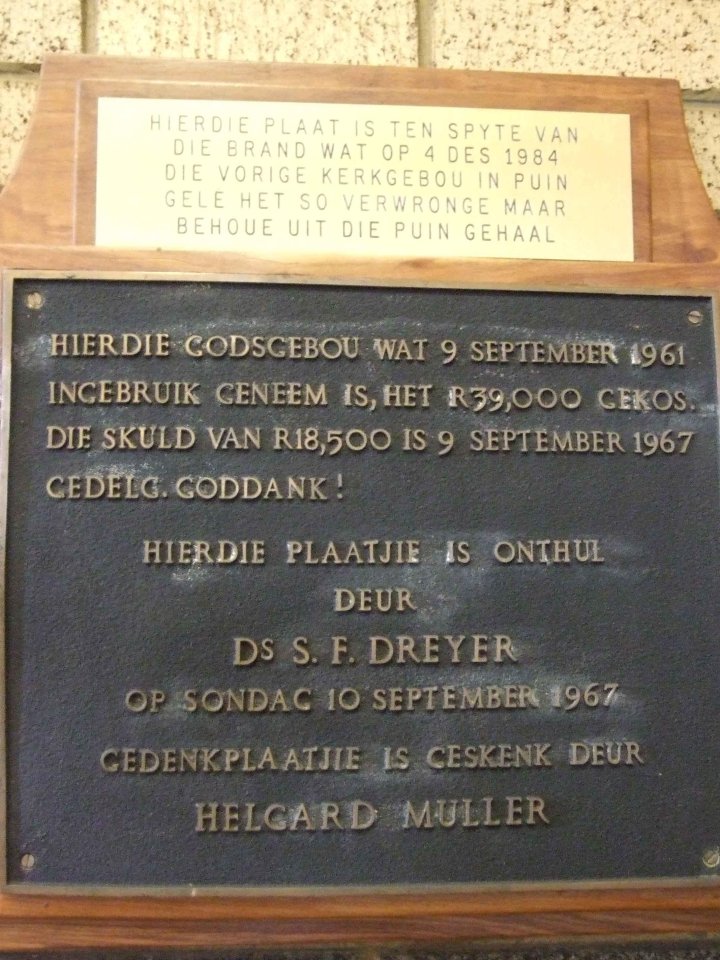 HIERDIE PLAAT IS TEN SPYTE VAN
DIE BRAND WAT OP 4 DES 1984
DIE VORIGE KERKGEBOU IN PUIN
GELE HET SO VERWRONGE MAAR
BEHOUE UIT DIE PUIN GEHAAL
HIERDIE GODSGEBOU WAT 9 SEPTEMBER 1961
INGEBRUIK GENEEM IS, HET R39,000 GEKOS.
DIE SKULD VAN R18,500 IS 9 SEPTEMBER 1967
GEDELG. GODDANK!
HIERDIE PLAATJIE IS ONTHUL
DEUR
DS S. F. DREYER
OP SONDAG 10 SEPTEMBER 1967
GEDENKPLAATJIE IS GESKENK DEUR
HELGARD MULLER